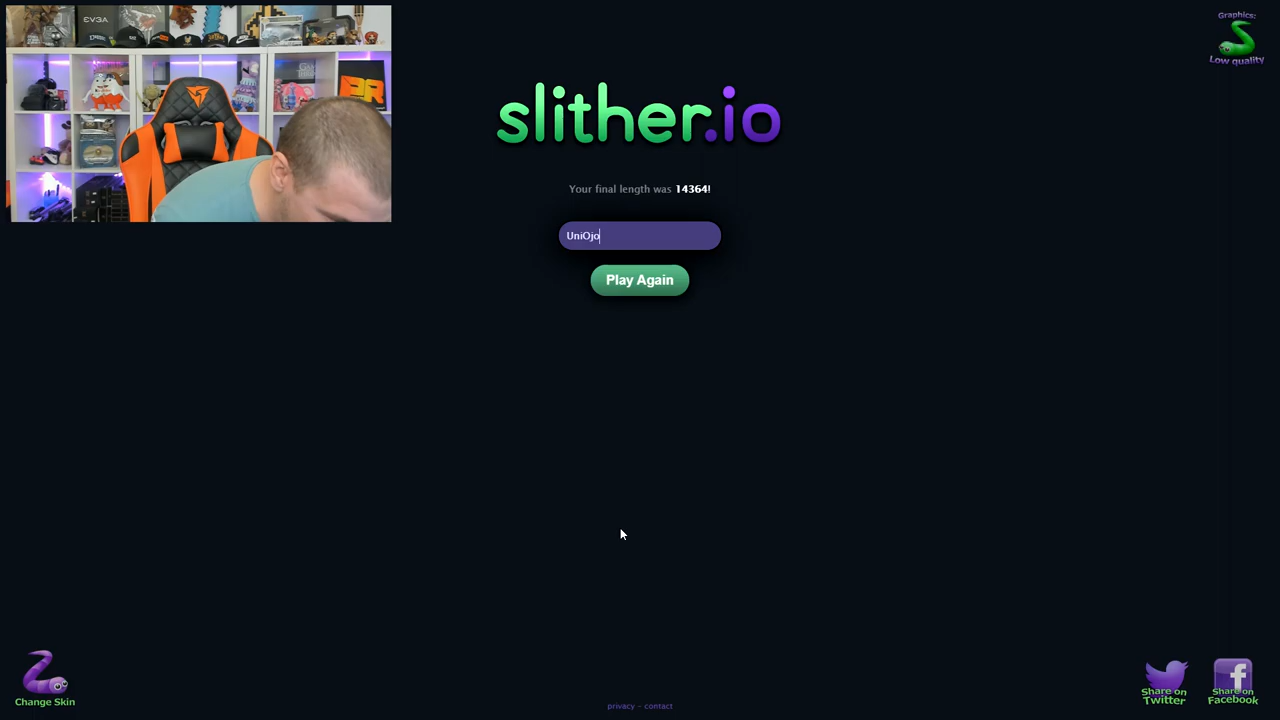 EVGA
Graphics:
Low quality
slither.io
Your final length was 14364!
UniOjo
Play Again
Change Skin
privacy - contact
Share on
Twitter
Share on
Facebook